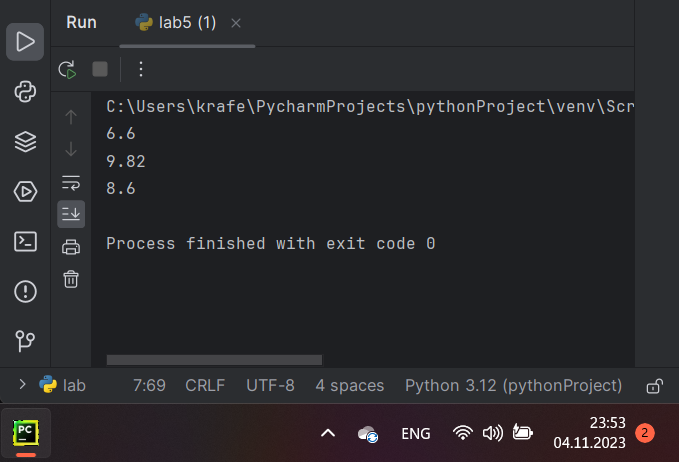 Run
lab5 (1)
C:\Users\krafe\PycharmProjects\pythonProject\venv\Scr
6.6
9.82
8.6
Process finished with exit code 0
lab
7:69
CRLF
UTF-8
4 spaces
Python 3.12 (pythonProject)
PC
ENG
23:53
04.11.2023
2